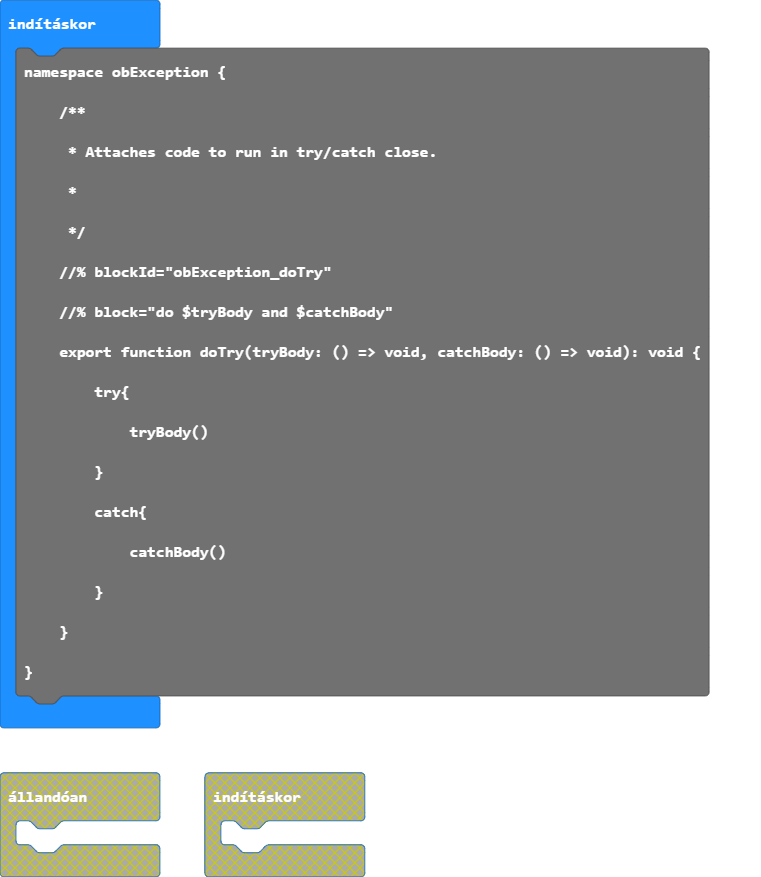 indításkor
namespace obException {
/**
* Attaches code to run in try/catch close.
*
*/
//% blockId="obException_doTry"
//% block="do $tryBody and $catchBody"
export function doTry(tryBody: () => void, catchBody: () => void): void {
try{
tryBody()
}
catch{
catchBody()
}
}
}
állandóan
indításkor